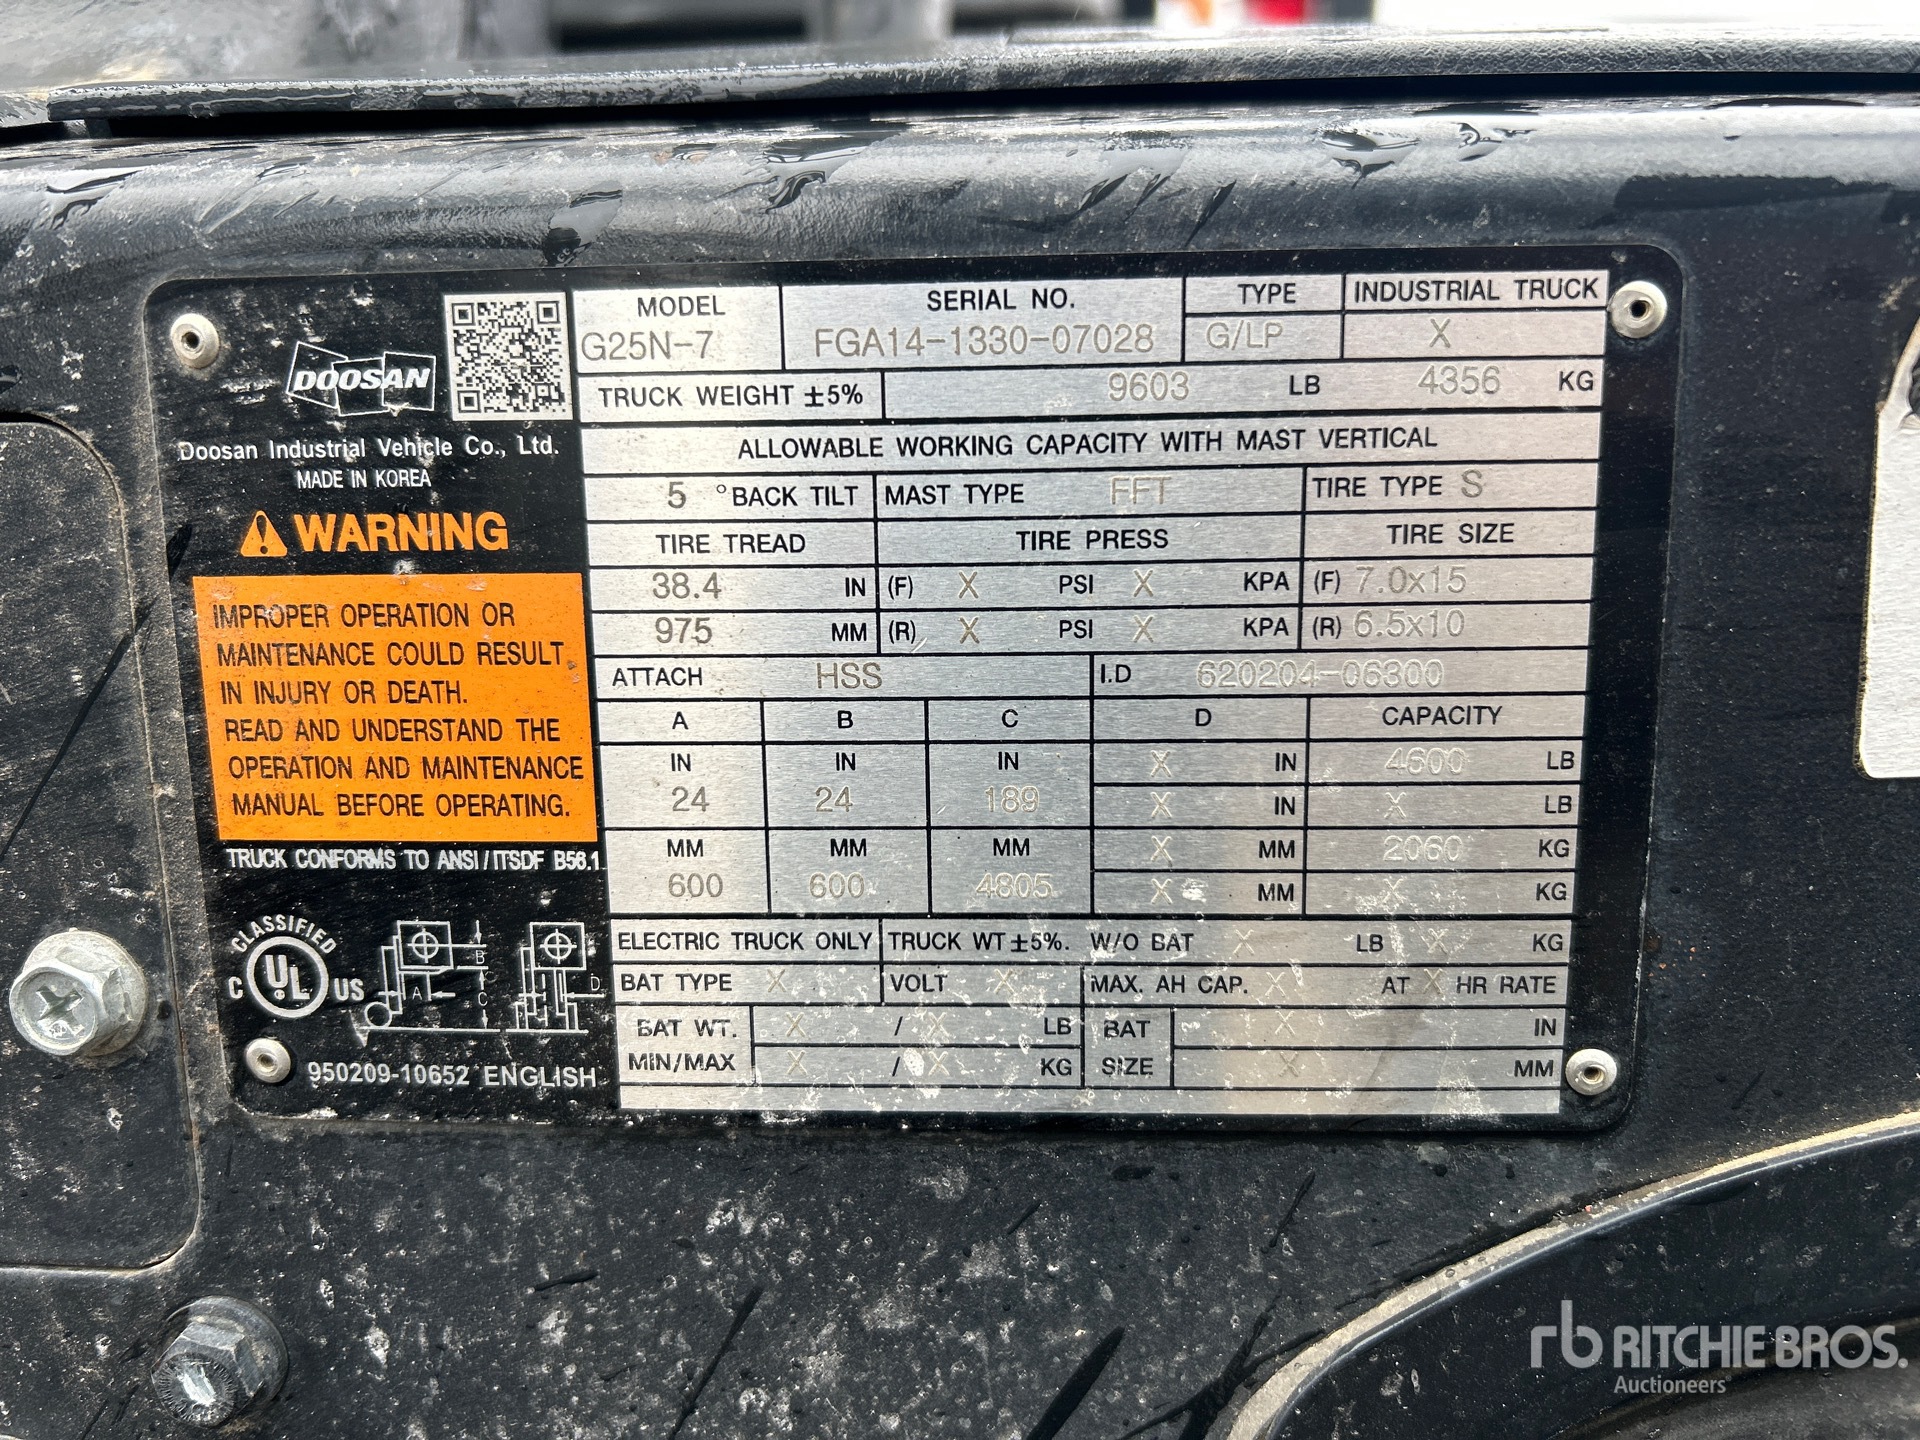 DOOSAN
Doosan Industrial Vehicle Co., Ltd.
MADE IN KOREA
WARNING
IMPROPER OPERATION OR
MAINTENANCE COULD RESULT
IN INJURY OR DEATH.
READ AND UNDERSTAND THE
OPERATION AND MAINTENANCE
MANUAL BEFORE OPERATING.
TRUCK CONFORMS TO ANSI/ITSDF B56.1
CLASSIFIED
C UL US
A B C D
950209-10652 ENGLISH
MODEL SERIAL NO. TYPE INDUSTRIAL TRUCK
G25N-7 FGA14-1330-07028 G/LP X
TRUCK WEIGHT ±5% 9603 LB 4356 KG
ALLOWABLE WORKING CAPACITY WITH MAST VERTICAL
5 °BACK TILT MAST TYPE FFT TIRE TYPE S
TIRE TREAD TIRE PRESS TIRE SIZE
38.4 IN (F) X PSI X KPA (F) 7.0x15
975 MM (R) X PSI X KPA (R) 6.5x10
ATTACH HSS I.D 620204-06300
A B C D CAPACITY
IN IN IN X IN 4600 LB
24 24 189 X IN X LB
MM MM MM X MM 2060 KG
600 600 4805 X MM X KG
ELECTRIC TRUCK ONLY TRUCK WT ±5%. W/O BAT X LB X KG
BAT TYPE X VOLT X MAX. AH CAP. X AT X HR RATE
BAT WT. X / X LB BAT X IN
MIN/MAX X / X KG SIZE X MM
rb RITCHIE BROS.
Auctioneers